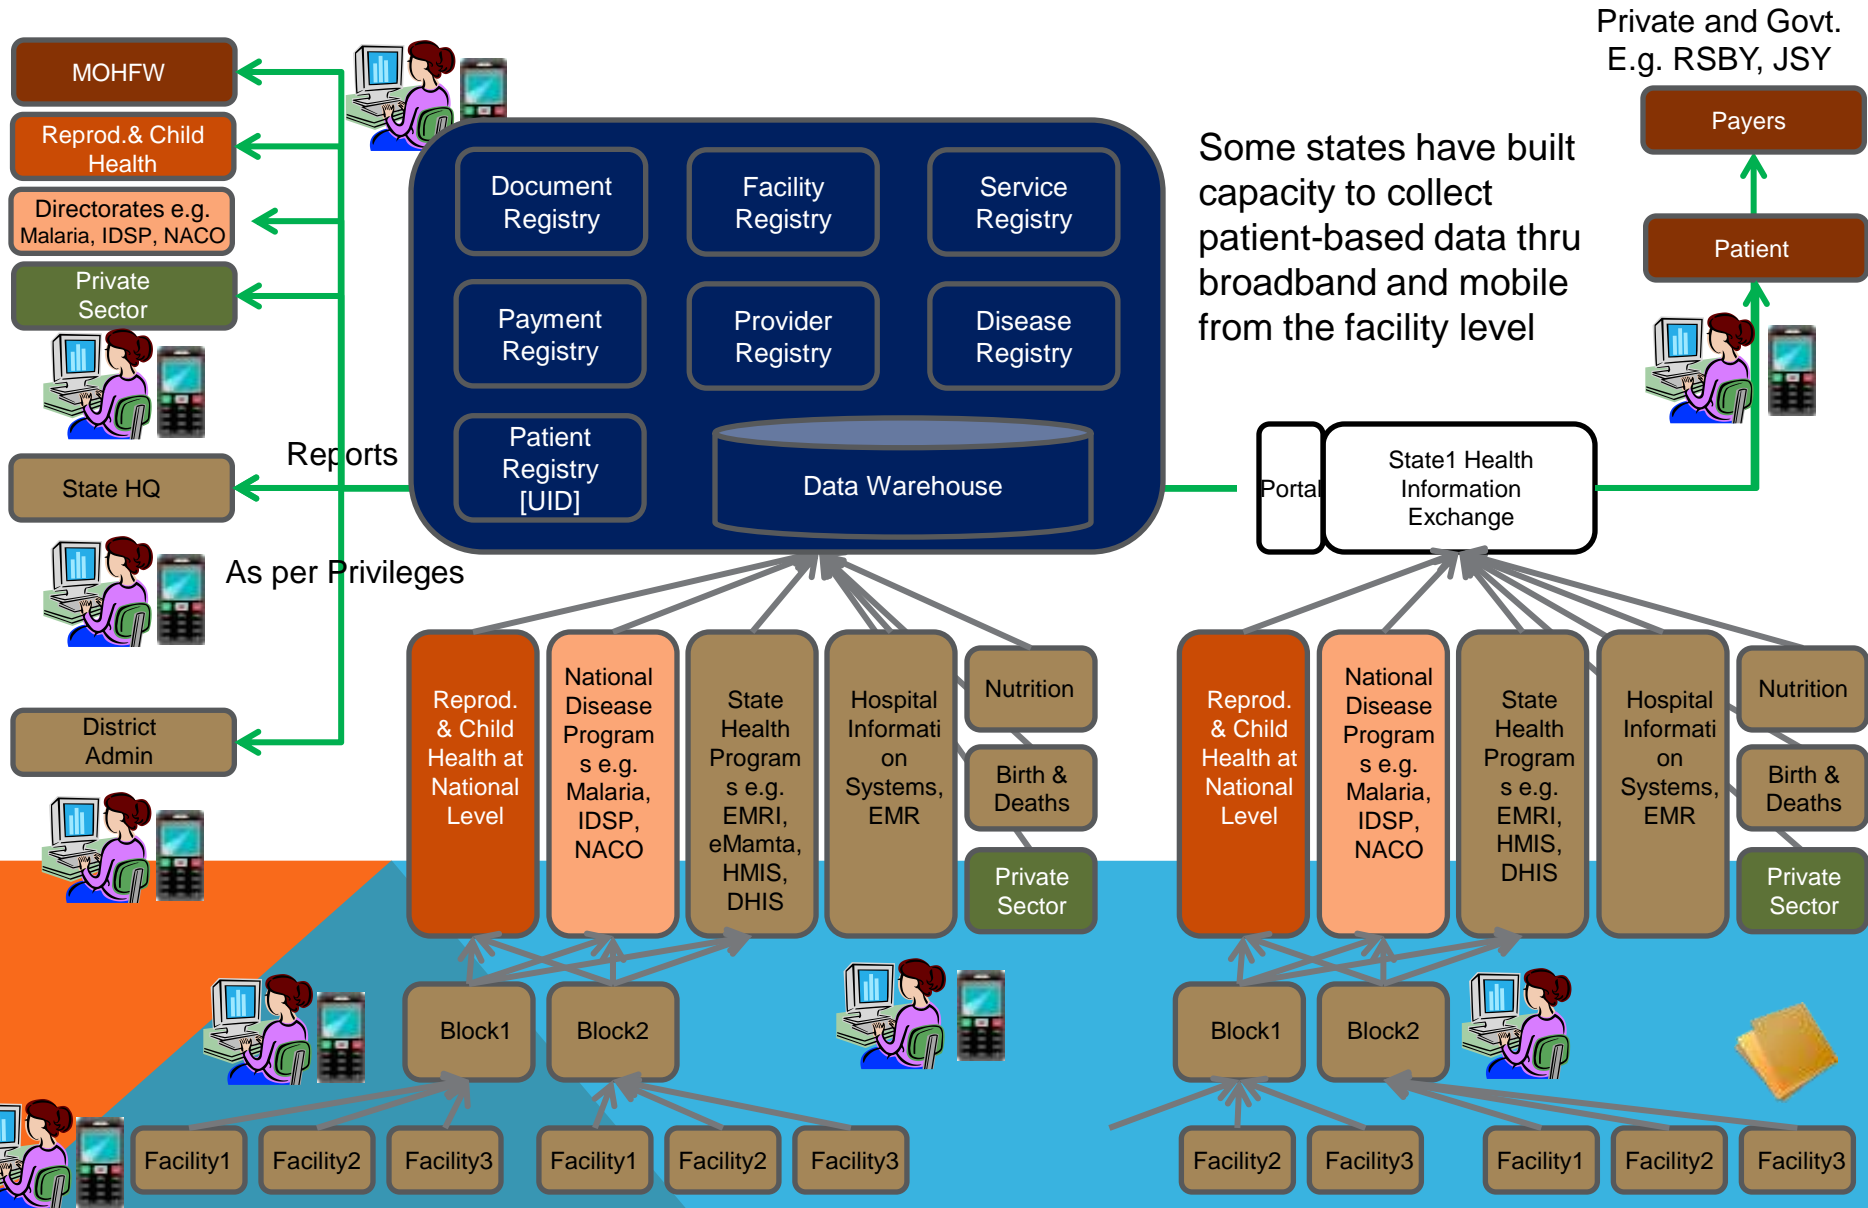 Private and Govt.
E.g. RSBY, JSY
MOHFW
Reprod.& Child
Health
Directorates e.g.
Malaria, IDSP, NACO
Private
Sector
State HQ
District
Admin
Reports
As per Privileges
Document
Registry
Facility
Registry
Service
Registry
Payment
Registry
Provider
Registry
Disease
Registry
Patient
Registry
[UID]
Data Warehouse
Some states have built
capacity to collect
patient-based data thru
broadband and mobile
from the facility level
Payers
Patient
Portal
State1 Health
Information
Exchange
Reprod.
& Child
Health at
National
Level
National
Disease
Program
s e.g.
Malaria,
IDSP,
NACO
State
Health
Program
s e.g.
EMRI,
eMamta,
HMIS,
DHIS
Hospital
Informati
on
Systems,
EMR
Nutrition
Birth &
Deaths
Private
Sector
Reprod.
& Child
Health at
National
Level
National
Disease
Program
s e.g.
Malaria,
IDSP,
NACO
State
Health
Program
s e.g.
EMRI,
HMIS,
DHIS
Hospital
Informati
on
Systems,
EMR
Nutrition
Birth &
Deaths
Private
Sector
Block1
Block2
Block1
Block2
Facility1
Facility2
Facility3
Facility1
Facility2
Facility3
Facility2
Facility3
Facility1
Facility2
Facility3